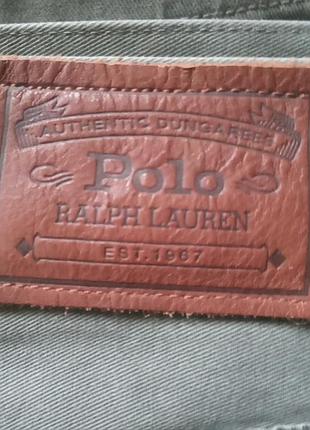 AUTHENTIC DUNGAREES
Polo
RALPH LAUREN
EST. 1967